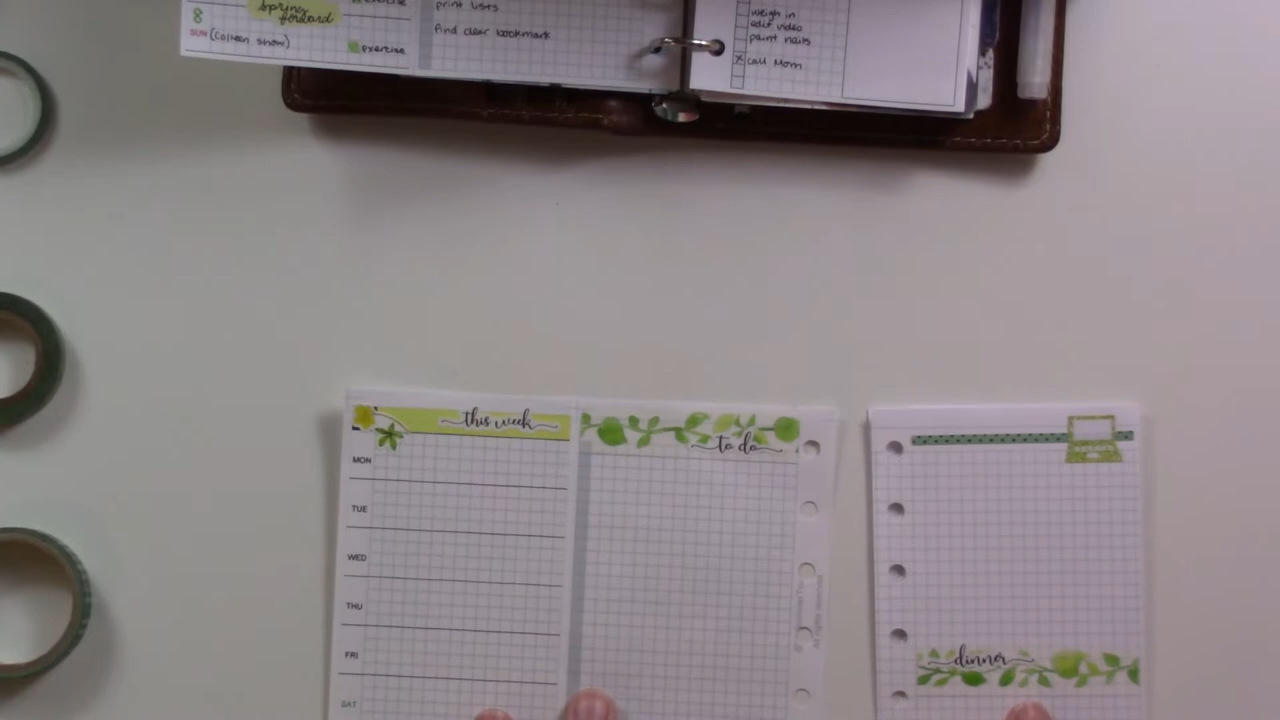 exercise
8
Spring
forward
SUN
(Colleen show)
exercise
print lists
find clear bookmark
weigh in
edit video
paint nails
x call Mom
this week
to do
MON
TUE
WED
THU
FRI
SAT
dinner